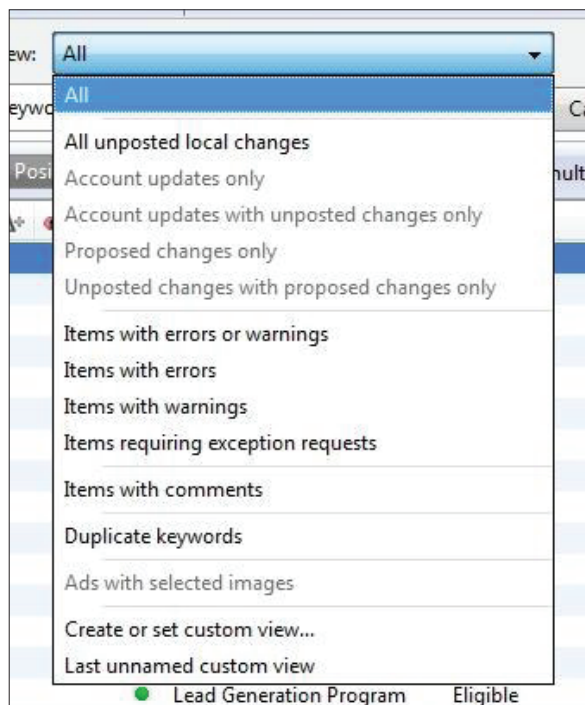 ew: All
All
eywo
Ca
All unposted local changes
Posi
nult
Account updates only
Account updates with unposted changes only
Proposed changes only
Unposted changes with proposed changes only
Items with errors or warnings
Items with errors
Items with warnings
Items requiring exception requests
Items with comments
Duplicate keywords
Ads with selected images
Create or set custom view...
Last unnamed custom view
Lead Generation Program Eligible